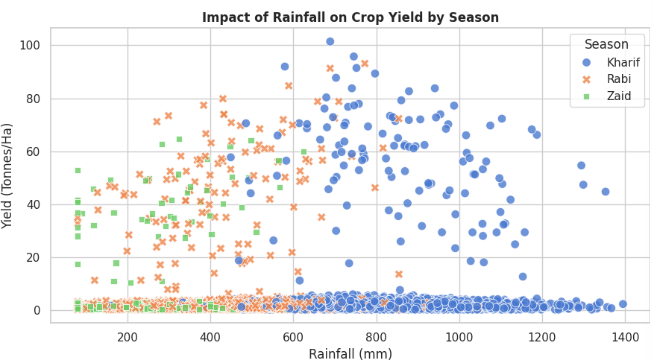 Impact of Rainfall on Crop Yield by Season
Season
Kharif
Rabi
Zaid
Yield (Tonnes/Ha)
100
80
60
40
20
0
200 400 600 800 1000 1200 1400
Rainfall (mm)